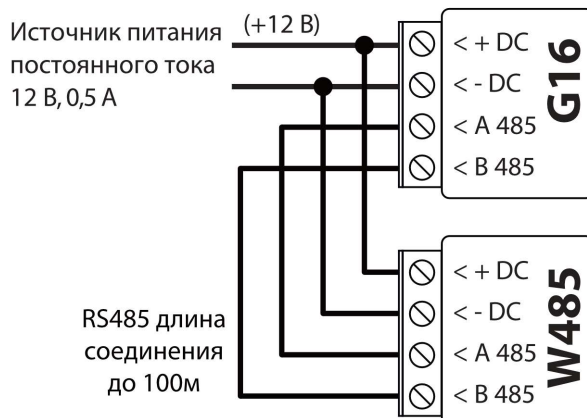 Источник питания
постоянного тока
12 В, 0,5 А
(+12 В)
< + DC
< - DC
< A 485
< B 485
G16
RS485 длина
соединения
до 100м
< + DC
< - DC
< A 485
< B 485
W485